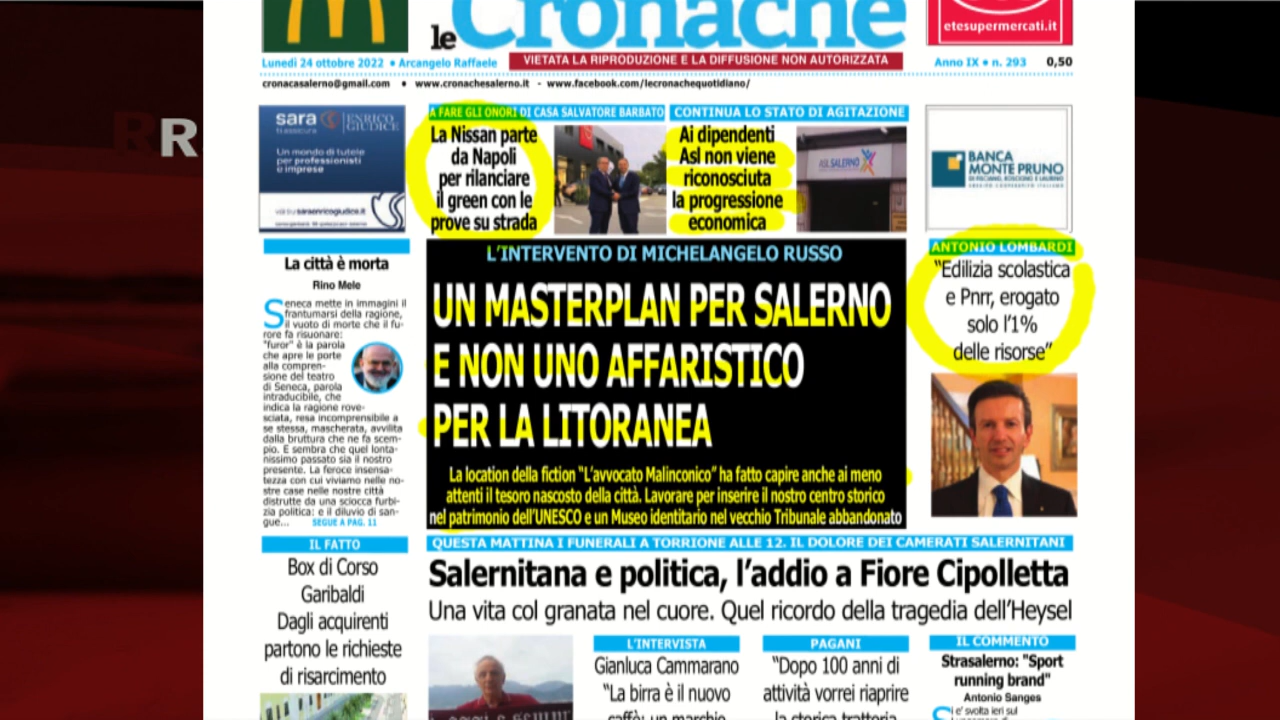 le Cronache
etesupermercati.it
VIETATA LA RIPRODUZIONE E LA DIFFUSIONE NON AUTORIZZATA
Lunedì 24 ottobre 2022 • Arcangelo Raffaele
Anno IX • n. 293
0,50
cronacasalerno@gmail.com • www.cronachesalerno.it - www.facebook.com/lecronachequotidiano/
RR
sara
ENRICO
GIUDICE
Un mondo di tutele
per professionisti
e imprese
A FARE GLI ONORI DI CASA SALVATORE BARBATO
La Nissan parte
da Napoli
per rilanciare
il green con le
prove su strada
CONTINUA LO STATO DI AGITAZIONE
Ai dipendenti
Asl non viene
riconosciuta
la progressione
economica
ASL SALERNO
BANCA
MONTE PRUNO
La città è morta
Rino Mele
Seneca mette in immagini il
frantumarsi della ragione,
il vuoto di morte che il fu-
rore fa risuonare:
"furor" è la parola
che apre le porte
alla compren-
sione del teatro
di Seneca, parola
intraducibile, che
indica la ragione rove-
sciata, resa incomprensibile a
se stessa, mascherata, avvilita
dalla bruttura che ne fa scem-
pio. E sembra che quel lonta-
nissimo passato sia il nostro
presente. La feroce insensa-
tezza con cui viviamo nelle no-
stre case nelle nostre città
distrutte da una sciocca furbi-
zia politica: e il diluvio di san-
gue... SEGUE A PAG. 11
L'INTERVENTO DI MICHELANGELO RUSSO
UN MASTERPLAN PER SALERNO
E NON UNO AFFARISTICO
PER LA LITORANEA
La location della fiction "L'avvocato Malinconico" ha fatto capire anche ai meno
attenti il tesoro nascosto della città. Lavorare per inserire il nostro centro storico
nel patrimonio dell'UNESCO e un Museo identitario nel vecchio Tribunale abbandonato
ANTONIO LOMBARDI
"Edilizia scolastica
e Pnrr, erogato
solo l'1%
delle risorse"
IL FATTO
Box di Corso
Garibaldi
Dagli acquirenti
partono le richieste
di risarcimento
QUESTA MATTINA I FUNERALI A TORRIONE ALLE 12. IL DOLORE DEI CAMERATI SALERNITANI
Salernitana e politica, l'addio a Fiore Cipolletta
Una vita col granata nel cuore. Quel ricordo della tragedia dell'Heysel
L'INTERVISTA
Gianluca Cammarano
"La birra è il nuovo
caffè: un marchio
PAGANI
"Dopo 100 anni di
attività vorrei riaprire
la storica trattoria
IL COMMENTO
Strasalerno: "Sport
running brand"
Antonio Sanges
Si e' svolta ieri sul